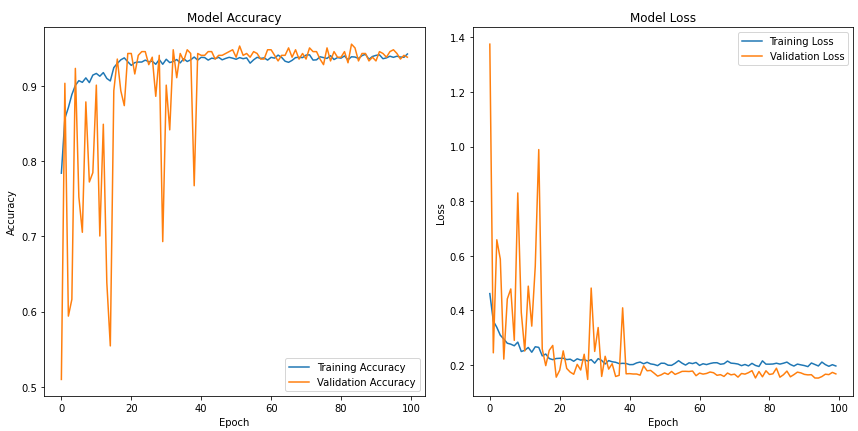 Model Accuracy
Accuracy
0.9
0.8
0.7
0.6
0.5
0
20
40
60
80
100
Epoch
Training Accuracy
Validation Accuracy
Model Loss
Loss
1.4
1.2
1.0
0.8
0.6
0.4
0.2
0
20
40
60
80
100
Epoch
Training Loss
Validation Loss